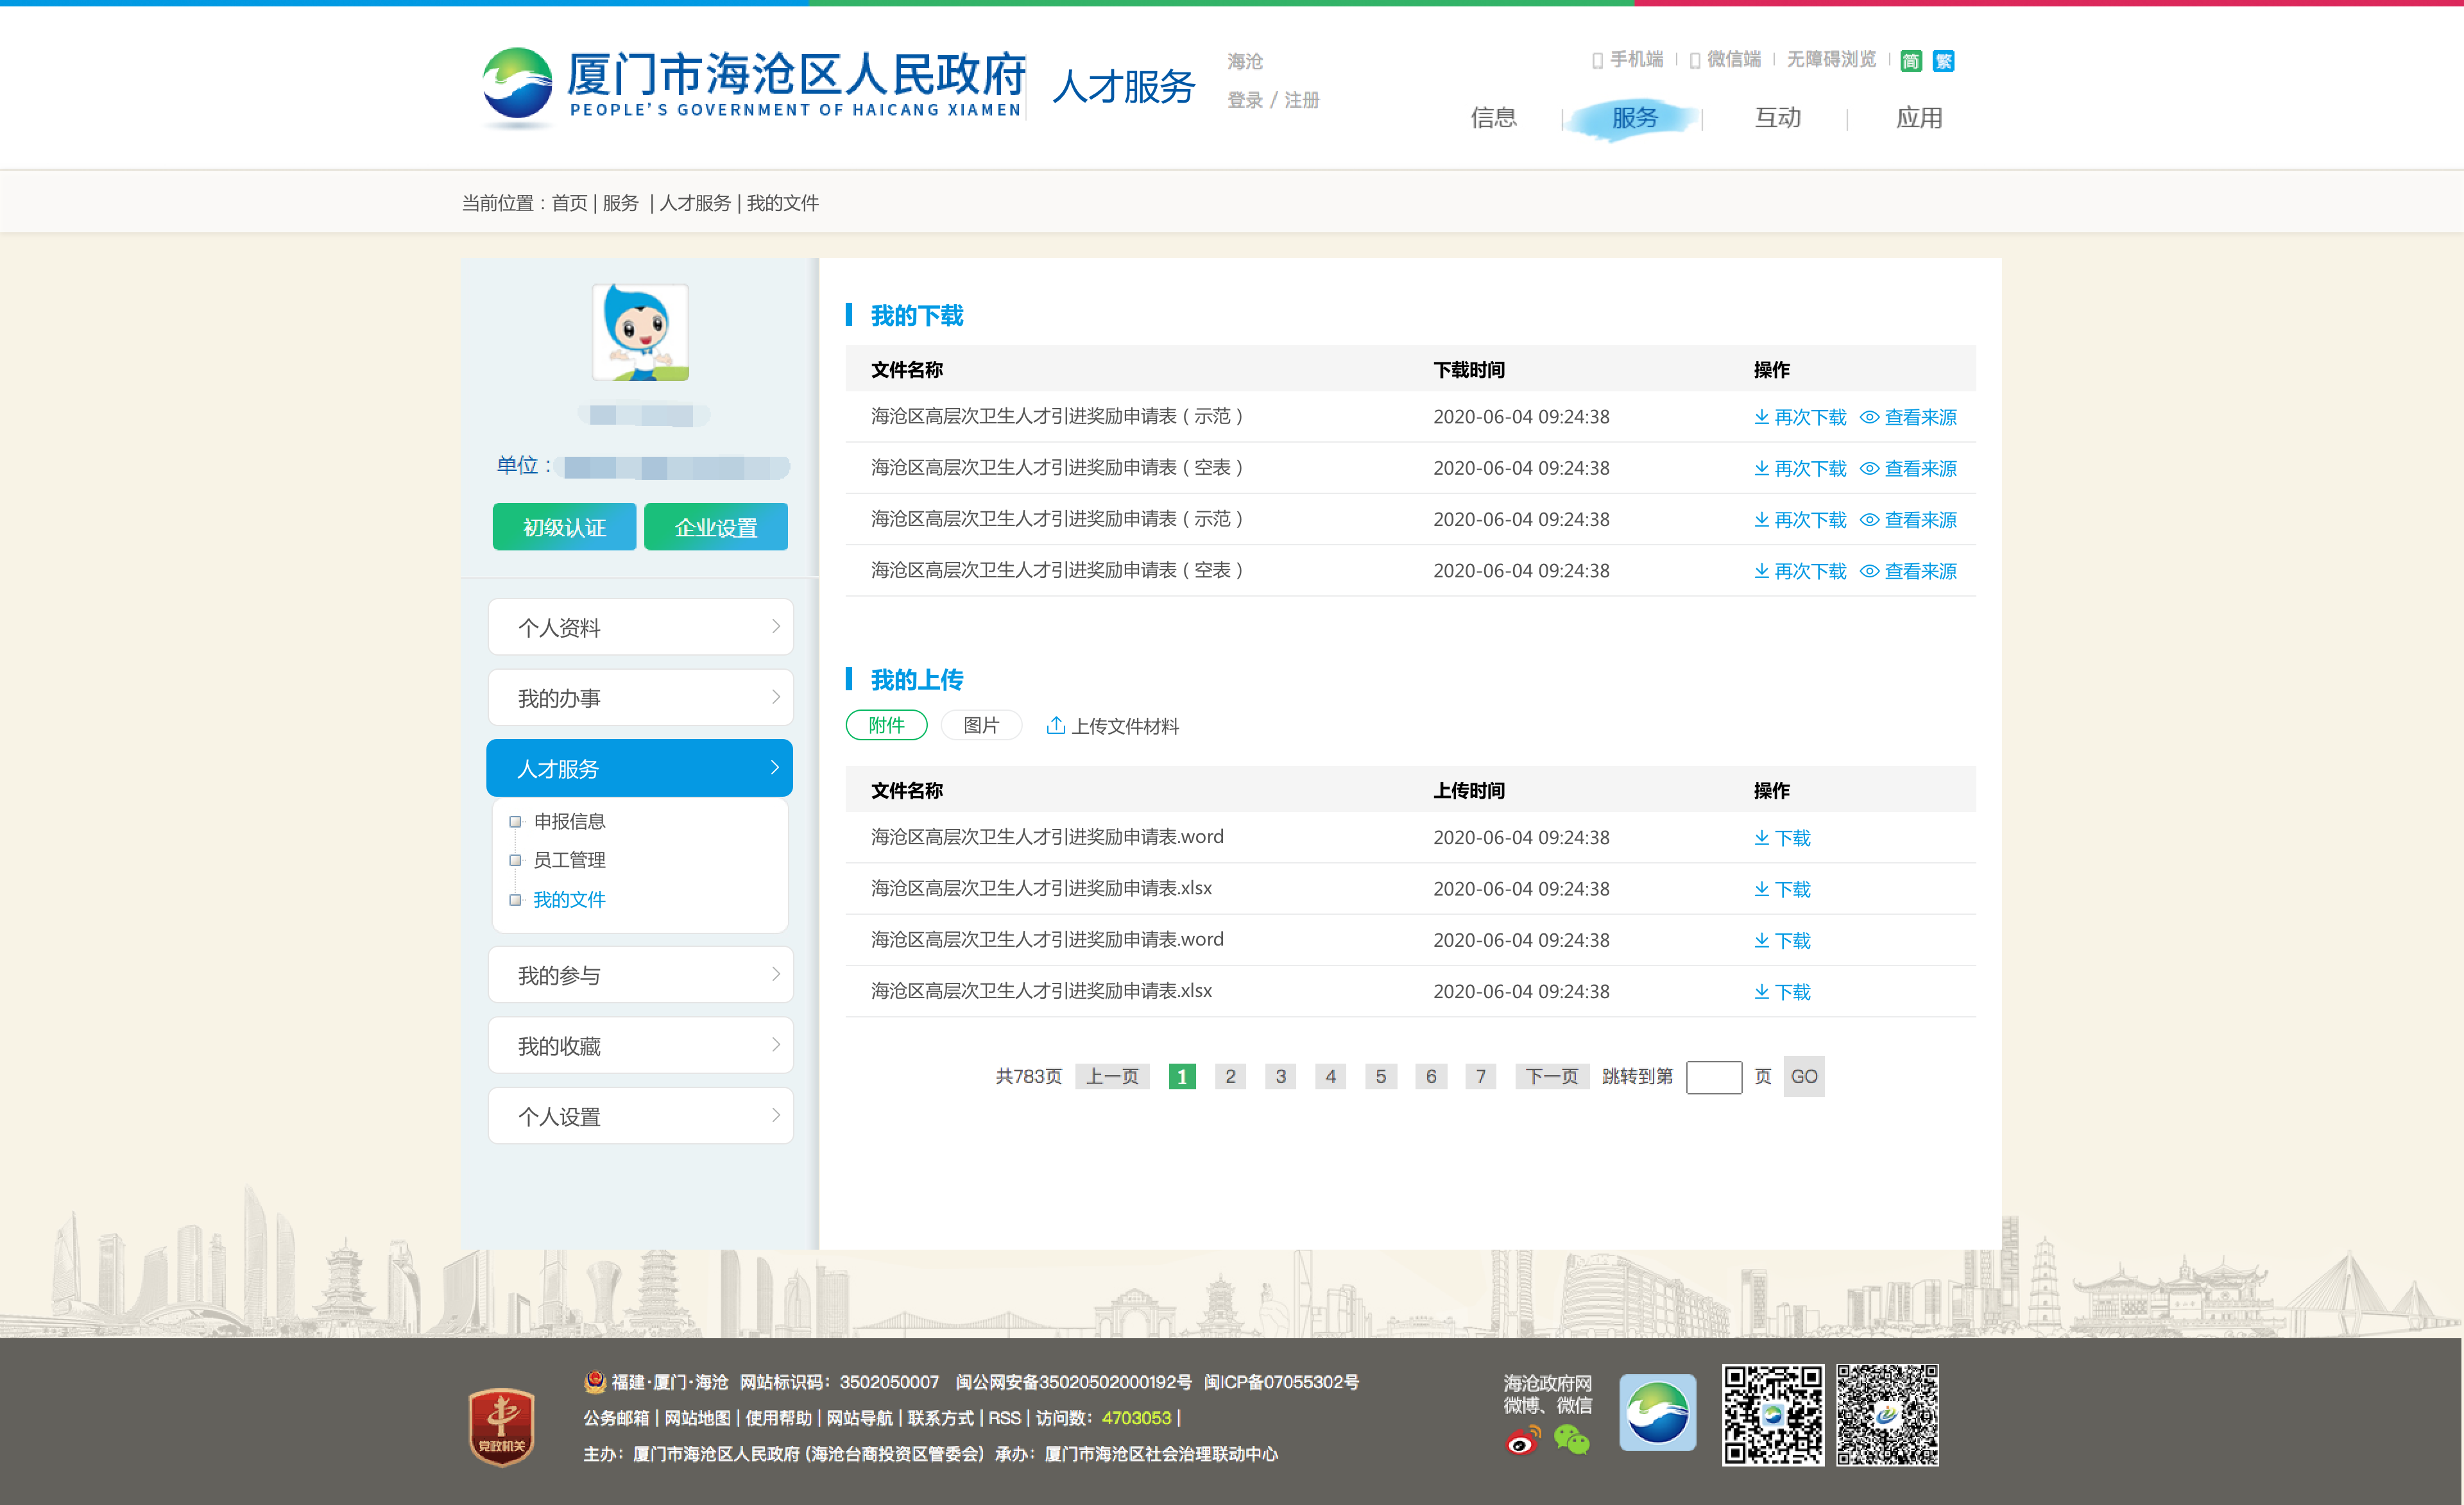 厦门市海沧区人民政府
PEOPLE'S GOVERNMENT OF HAICANG XIAMEN
人才服务
海沧
登录 / 注册
手机端 | 微信端 | 无障碍浏览 | 简 繁
信息 | 服务 | 互动 | 应用
当前位置：首页 | 服务 | 人才服务 | 我的文件
单位：
初级认证 企业设置
个人资料
我的办事
人才服务
申报信息
员工管理
我的文件
我的参与
我的收藏
个人设置
我的下载
文件名称 下载时间 操作
海沧区高层次卫生人才引进奖励申请表（示范） 2020-06-04 09:24:38 再次下载 查看来源
海沧区高层次卫生人才引进奖励申请表（空表） 2020-06-04 09:24:38 再次下载 查看来源
海沧区高层次卫生人才引进奖励申请表（示范） 2020-06-04 09:24:38 再次下载 查看来源
海沧区高层次卫生人才引进奖励申请表（空表） 2020-06-04 09:24:38 再次下载 查看来源
我的上传
附件 图片 上传文件材料
文件名称 上传时间 操作
海沧区高层次卫生人才引进奖励申请表.word 2020-06-04 09:24:38 下载
海沧区高层次卫生人才引进奖励申请表.xlsx 2020-06-04 09:24:38 下载
海沧区高层次卫生人才引进奖励申请表.word 2020-06-04 09:24:38 下载
海沧区高层次卫生人才引进奖励申请表.xlsx 2020-06-04 09:24:38 下载
共783页 上一页 1 2 3 4 5 6 7 下一页 跳转到第 页 GO
党政机关
福建·厦门·海沧 网站标识码：3502050007 闽公网安备35020502000192号 闽ICP备07055302号
公务邮箱 | 网站地图 | 使用帮助 | 网站导航 | 联系方式 | RSS | 访问数：4703053 |
主办：厦门市海沧区人民政府 (海沧台商投资区管委会) 承办：厦门市海沧区社会治理联动中心
海沧政府网
微博、微信